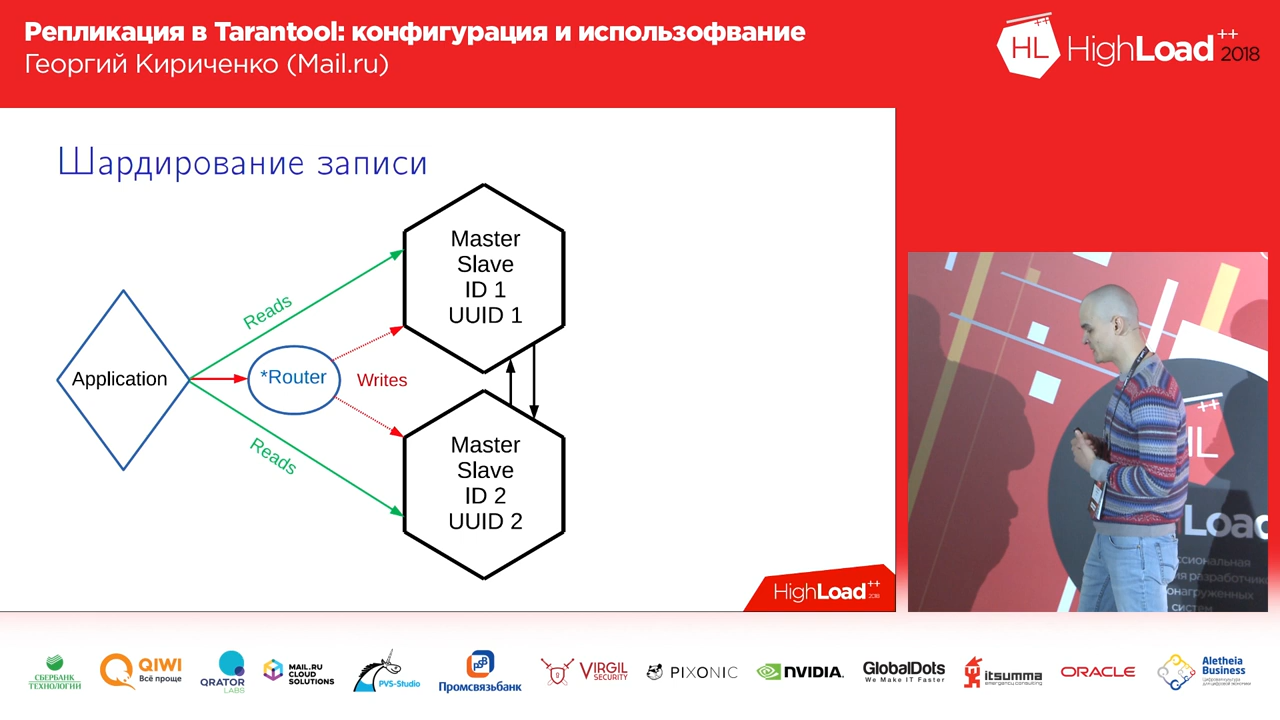 Репликация в Tarantool: конфигурация и использофвание
Георгий Кириченко (Mail.ru)
HL HighLoad++ 2018
Шардирование записи
Master
Slave
ID 1
UUID 1
Reads
Application
*Router
Writes
Reads
Master
Slave
ID 2
UUID 2
HighLoad++ 2018
СБЕРБАНК
ТЕХНОЛОГИИ
QIWI
Всё проще
QRATOR
LABS
MAIL.RU
CLOUD
SOLUTIONS
PVS-Studio
Промсвязьбанк
VIRGIL
SECURITY
PIXONIC
NVIDIA.
GlobalDots
We Make IT Faster
itsumma
emergency consulting
ORACLE
Aletheia
Business